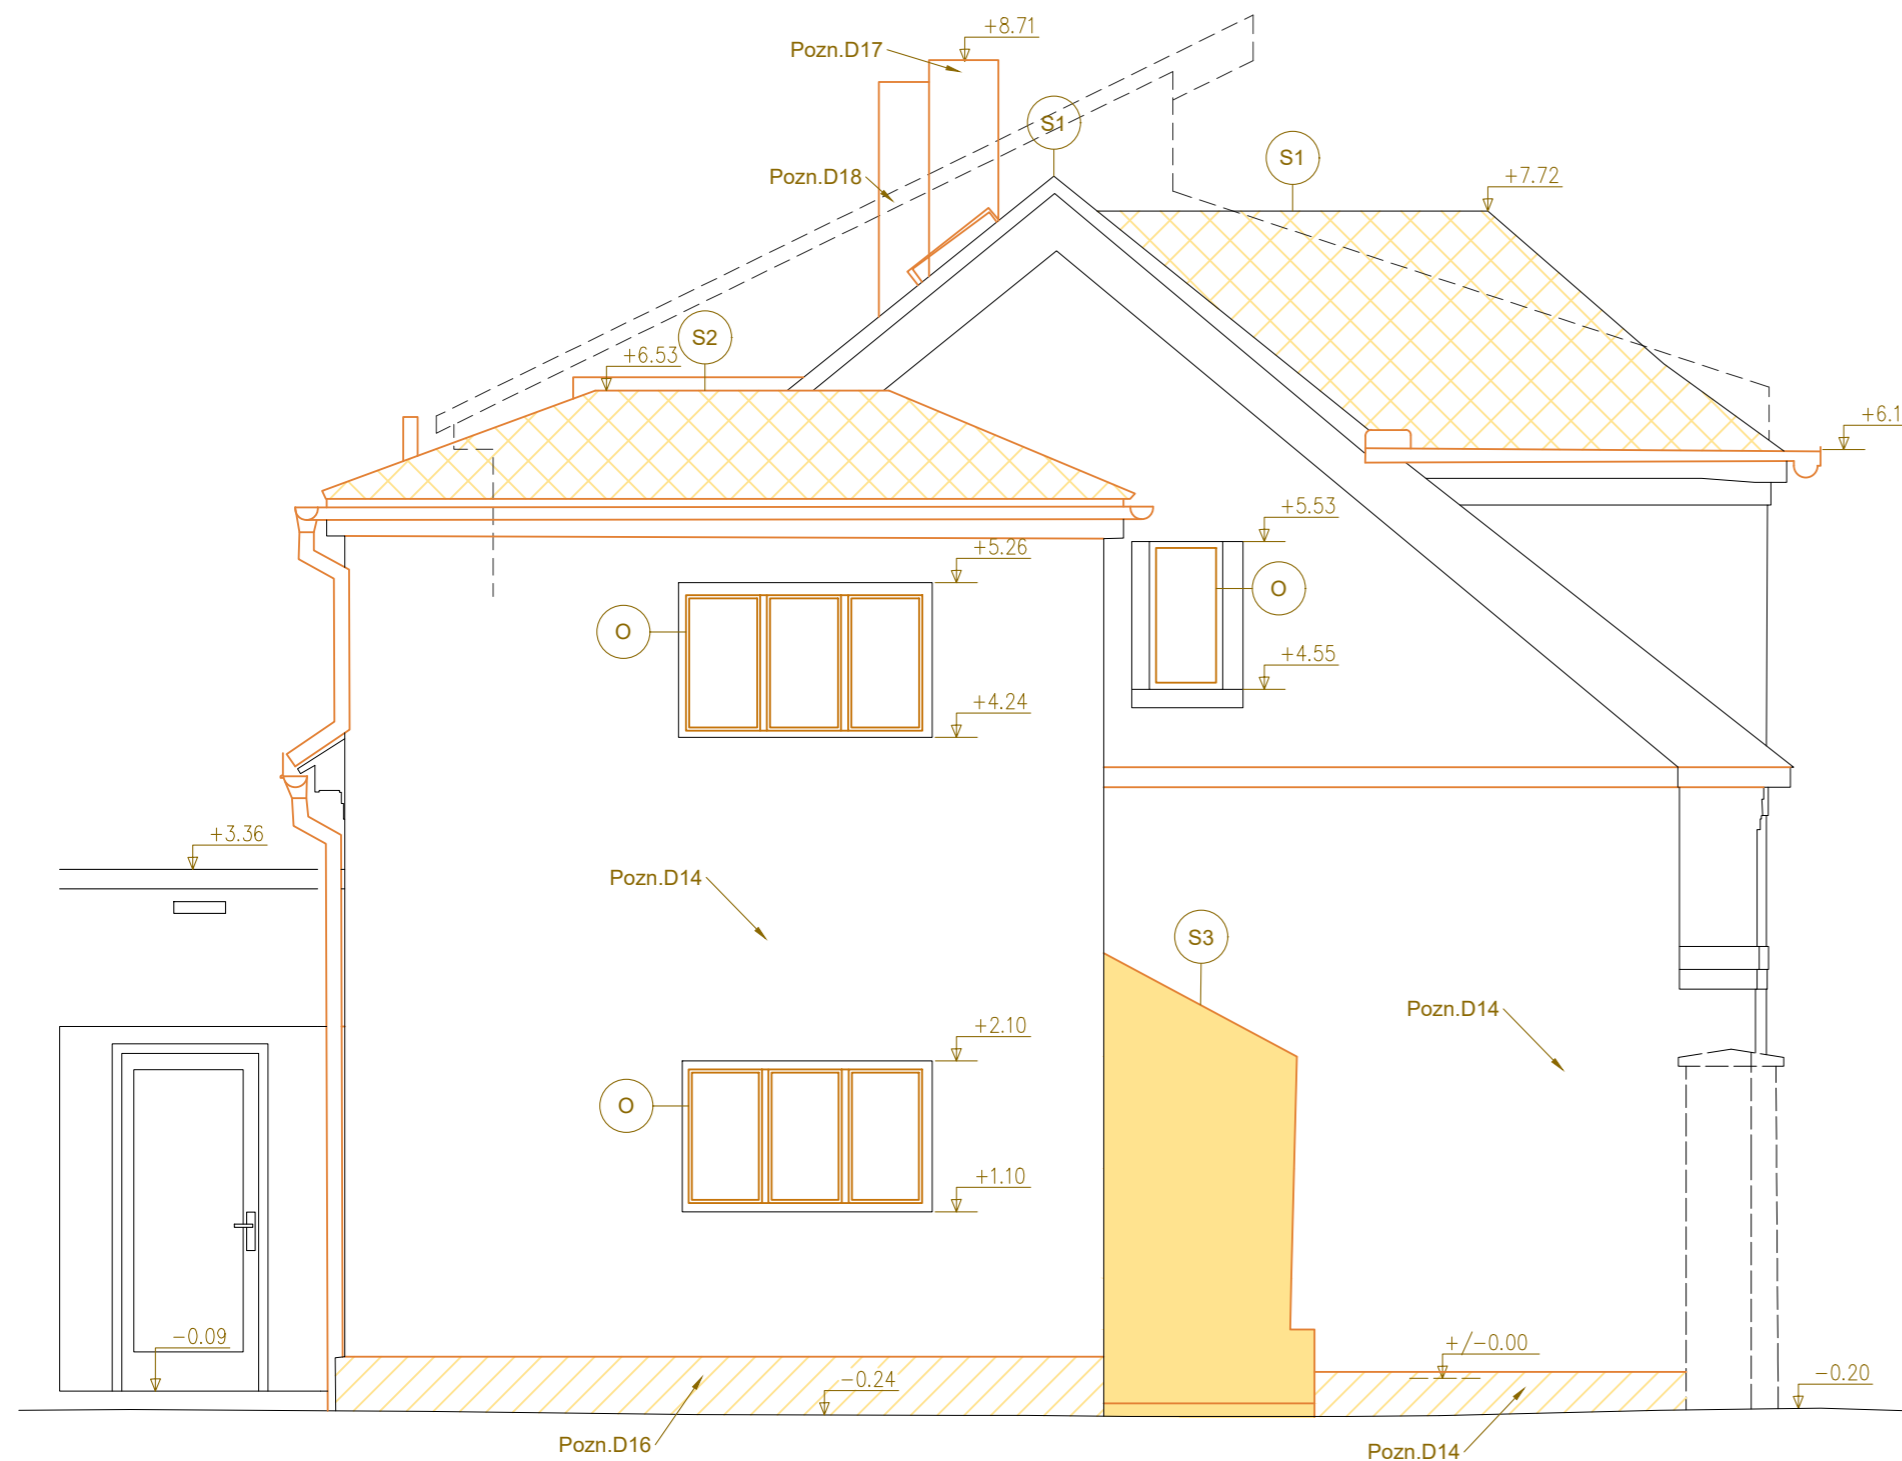 +8.71
Pozn.D17
S1
S1
Pozn.D18
+7.72
S2
+6.53
+6.1
+5.53
+5.26
O
O
+4.55
+4.24
+3.36
Pozn.D14
S3
Pozn.D14
+2.10
O
+1.10
-0.09
+/-0.00
-0.24
-0.20
Pozn.D16
Pozn.D14